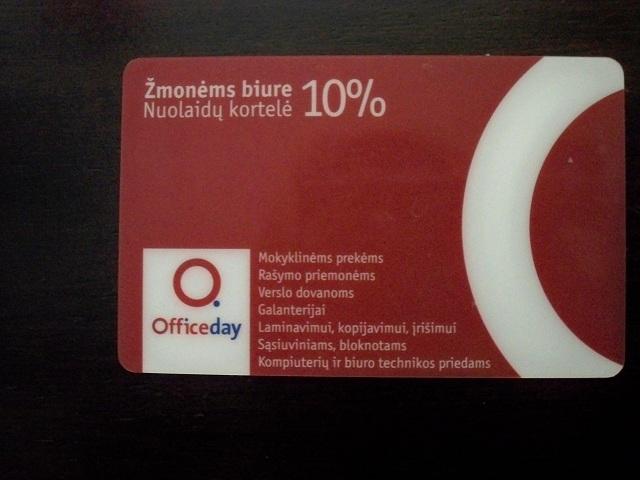 Žmonėms biure
Nuolaidų kortelė 10%
Officeday
Mokyklinėms prekėms
Rašymo priemonėms
Verslo dovanoms
Galanterijai
Laminavimui, kopijavimui, įrišimui
Sąsiuviniams, bloknotams
Kompiuterių ir biuro technikos priedams